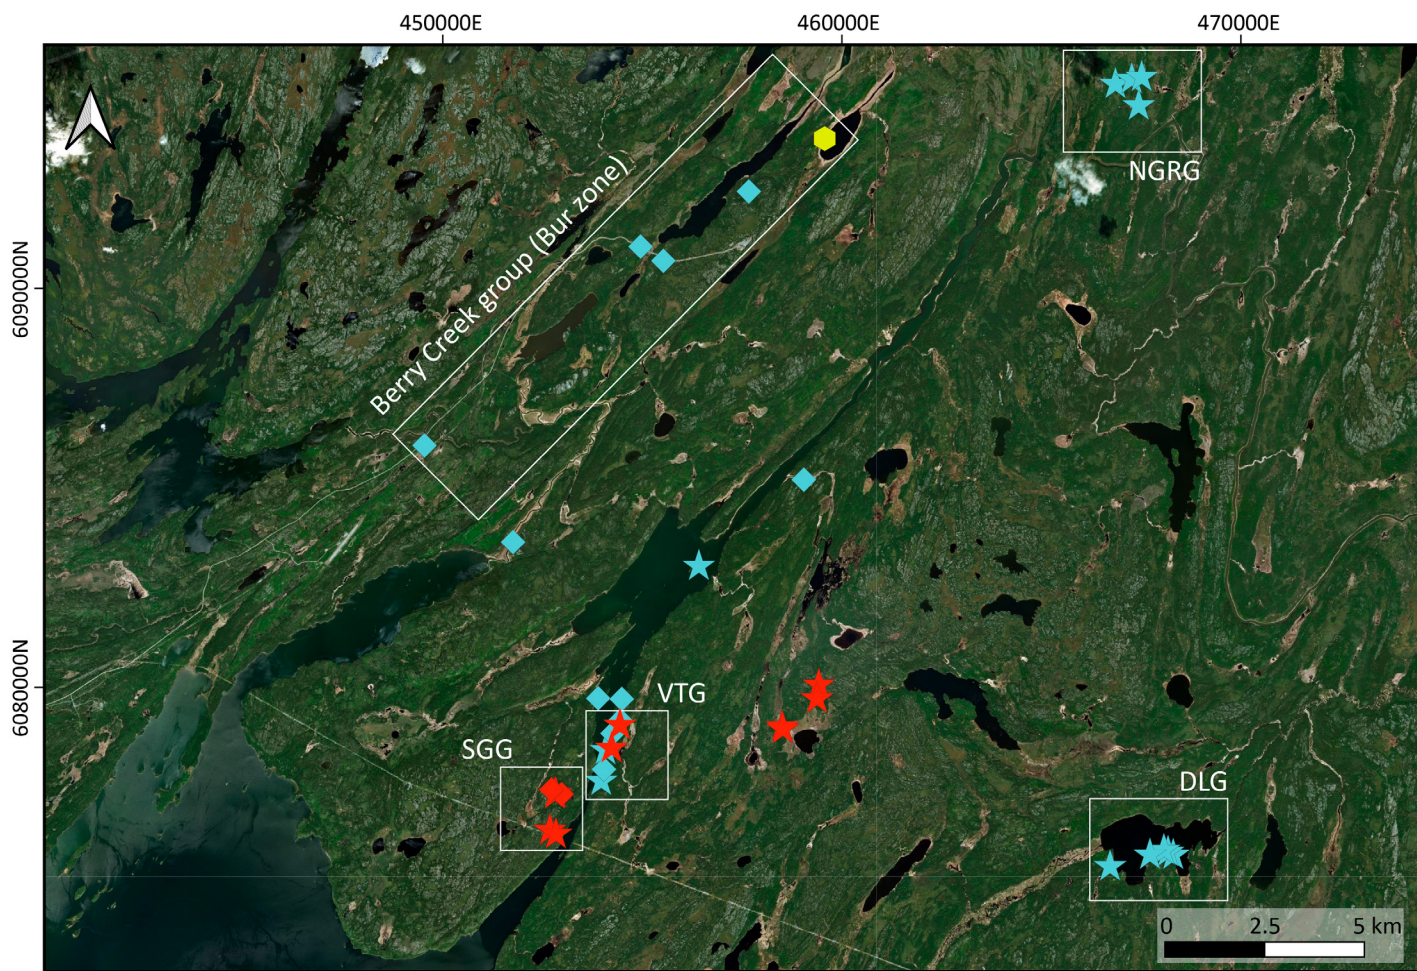 450000E
460000E
470000E
NGRG
Berry Creek group (Bur zone)
6090000N
6080000N
VTG
SGG
DLG
0 2.5 5 km